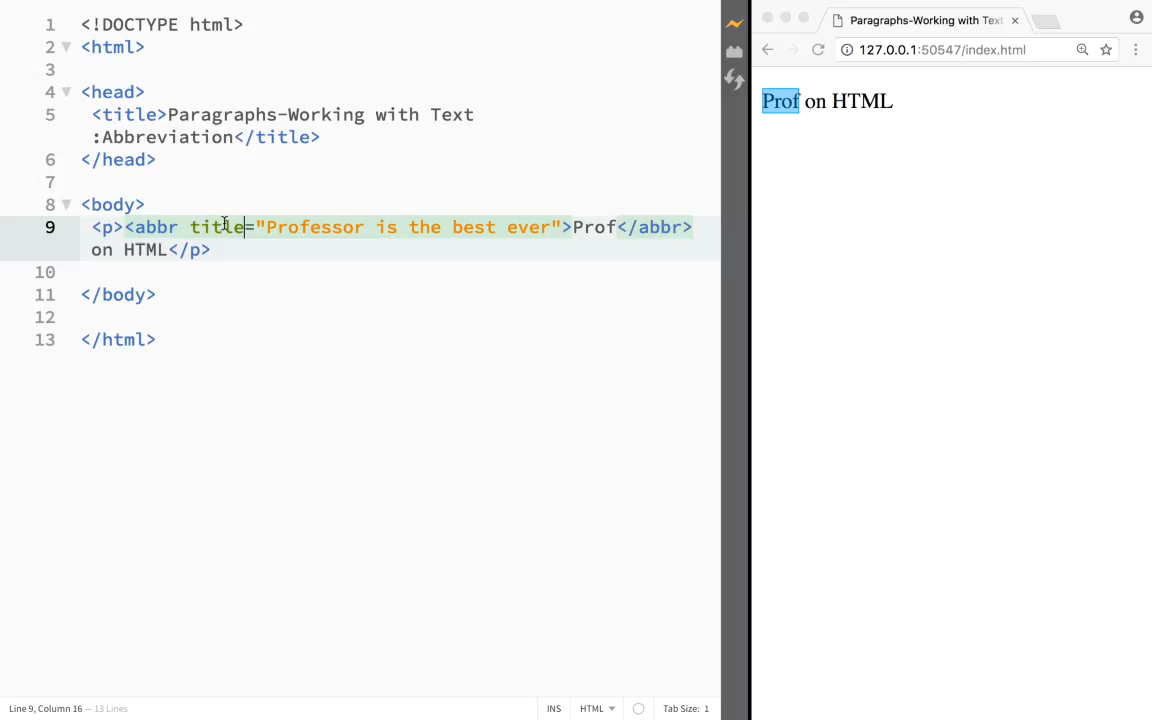 1 <!DOCTYPE html>
2 <html>
3
4 <head>
5 <title>Paragraphs-Working with Text
:Abbreviation</title>
6 </head>
7
8 <body>
9 <p><abbr title="Professor is the best ever">Prof</abbr>
on HTML</p>
10
11 </body>
12
13 </html>
Line 9, Column 16 — 13 Lines
INS HTML Tab Size: 1
Paragraphs-Working with Text
127.0.0.1:50547/index.html
Prof on HTML